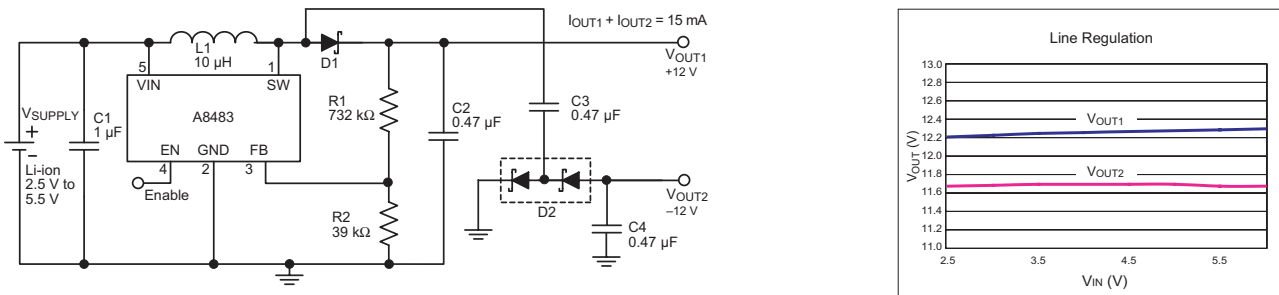 IOUT1 + IOUT2 = 15 mA
L1
10 µH
D1
VOUT1
+12 V
5
1
VIN
SW
A8483
EN
GND
FB
4
2
3
VSUPPLY
+
–
C1
1 µF
Li-ion
2.5 V to
5.5 V
Enable
R1
732 kΩ
R2
39 kΩ
C2
0.47 µF
C3
0.47 µF
D2
VOUT2
–12 V
C4
0.47 µF
Line Regulation
VOUT (V)
13.0
12.8
12.6
12.4
12.2
12.0
11.8
11.6
11.4
11.2
11.0
VOUT1
VOUT2
2.5
3.5
4.5
5.5
VIN (V)